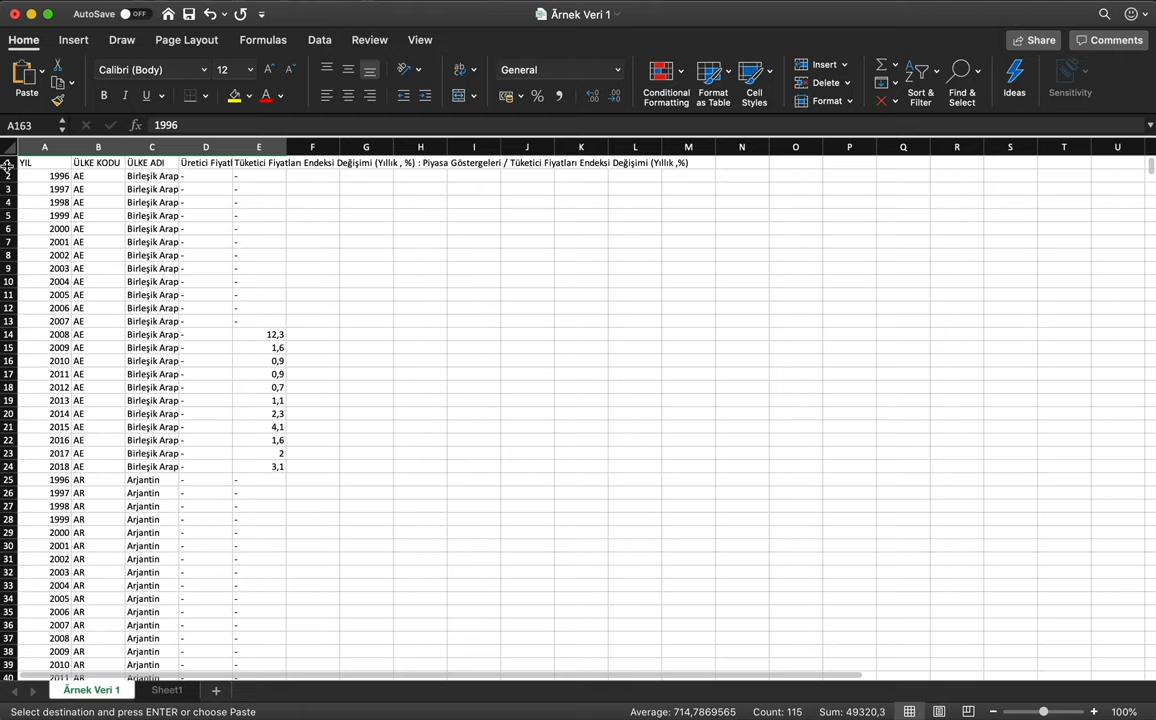 AutoSave OFF Ārnek Veri 1
Home Insert Draw Page Layout Formulas Data Review View Share Comments
Paste Calibri (Body) 12 General Conditional Formatting Format as Table Cell Styles Insert Delete Format Sort & Filter Find & Select Ideas Sensitivity
A163 fx 1996
A B C D E F G H I J K L M N O P Q R S T U
1 YIL ÜLKE KODU ÜLKE ADI Üretici Fiyatl Tüketici Fiyatları Endeksi Değişimi (Yıllık , %) : Piyasa Göstergeleri / Tüketici Fiyatları Endeksi Değişimi (Yıllık ,%)
2 1996 AE Birleşik Arap - -
3 1997 AE Birleşik Arap - -
4 1998 AE Birleşik Arap - -
5 1999 AE Birleşik Arap - -
6 2000 AE Birleşik Arap - -
7 2001 AE Birleşik Arap - -
8 2002 AE Birleşik Arap - -
9 2003 AE Birleşik Arap - -
10 2004 AE Birleşik Arap - -
11 2005 AE Birleşik Arap - -
12 2006 AE Birleşik Arap - -
13 2007 AE Birleşik Arap - -
14 2008 AE Birleşik Arap - 12,3
15 2009 AE Birleşik Arap - 1,6
16 2010 AE Birleşik Arap - 0,9
17 2011 AE Birleşik Arap - 0,9
18 2012 AE Birleşik Arap - 0,7
19 2013 AE Birleşik Arap - 1,1
20 2014 AE Birleşik Arap - 2,3
21 2015 AE Birleşik Arap - 4,1
22 2016 AE Birleşik Arap - 1,6
23 2017 AE Birleşik Arap - 2
24 2018 AE Birleşik Arap - 3,1
25 1996 AR Arjantin - -
26 1997 AR Arjantin - -
27 1998 AR Arjantin - -
28 1999 AR Arjantin - -
29 2000 AR Arjantin - -
30 2001 AR Arjantin - -
31 2002 AR Arjantin - -
32 2003 AR Arjantin - -
33 2004 AR Arjantin - -
34 2005 AR Arjantin - -
35 2006 AR Arjantin - -
36 2007 AR Arjantin - -
37 2008 AR Arjantin - -
38 2009 AR Arjantin - -
39 2010 AR Arjantin - -
40 2011 AR Arjantin - -
Ārnek Veri 1 Sheet1
Select destination and press ENTER or choose Paste Average: 714,7869565 Count: 115 Sum: 49320,3 100%